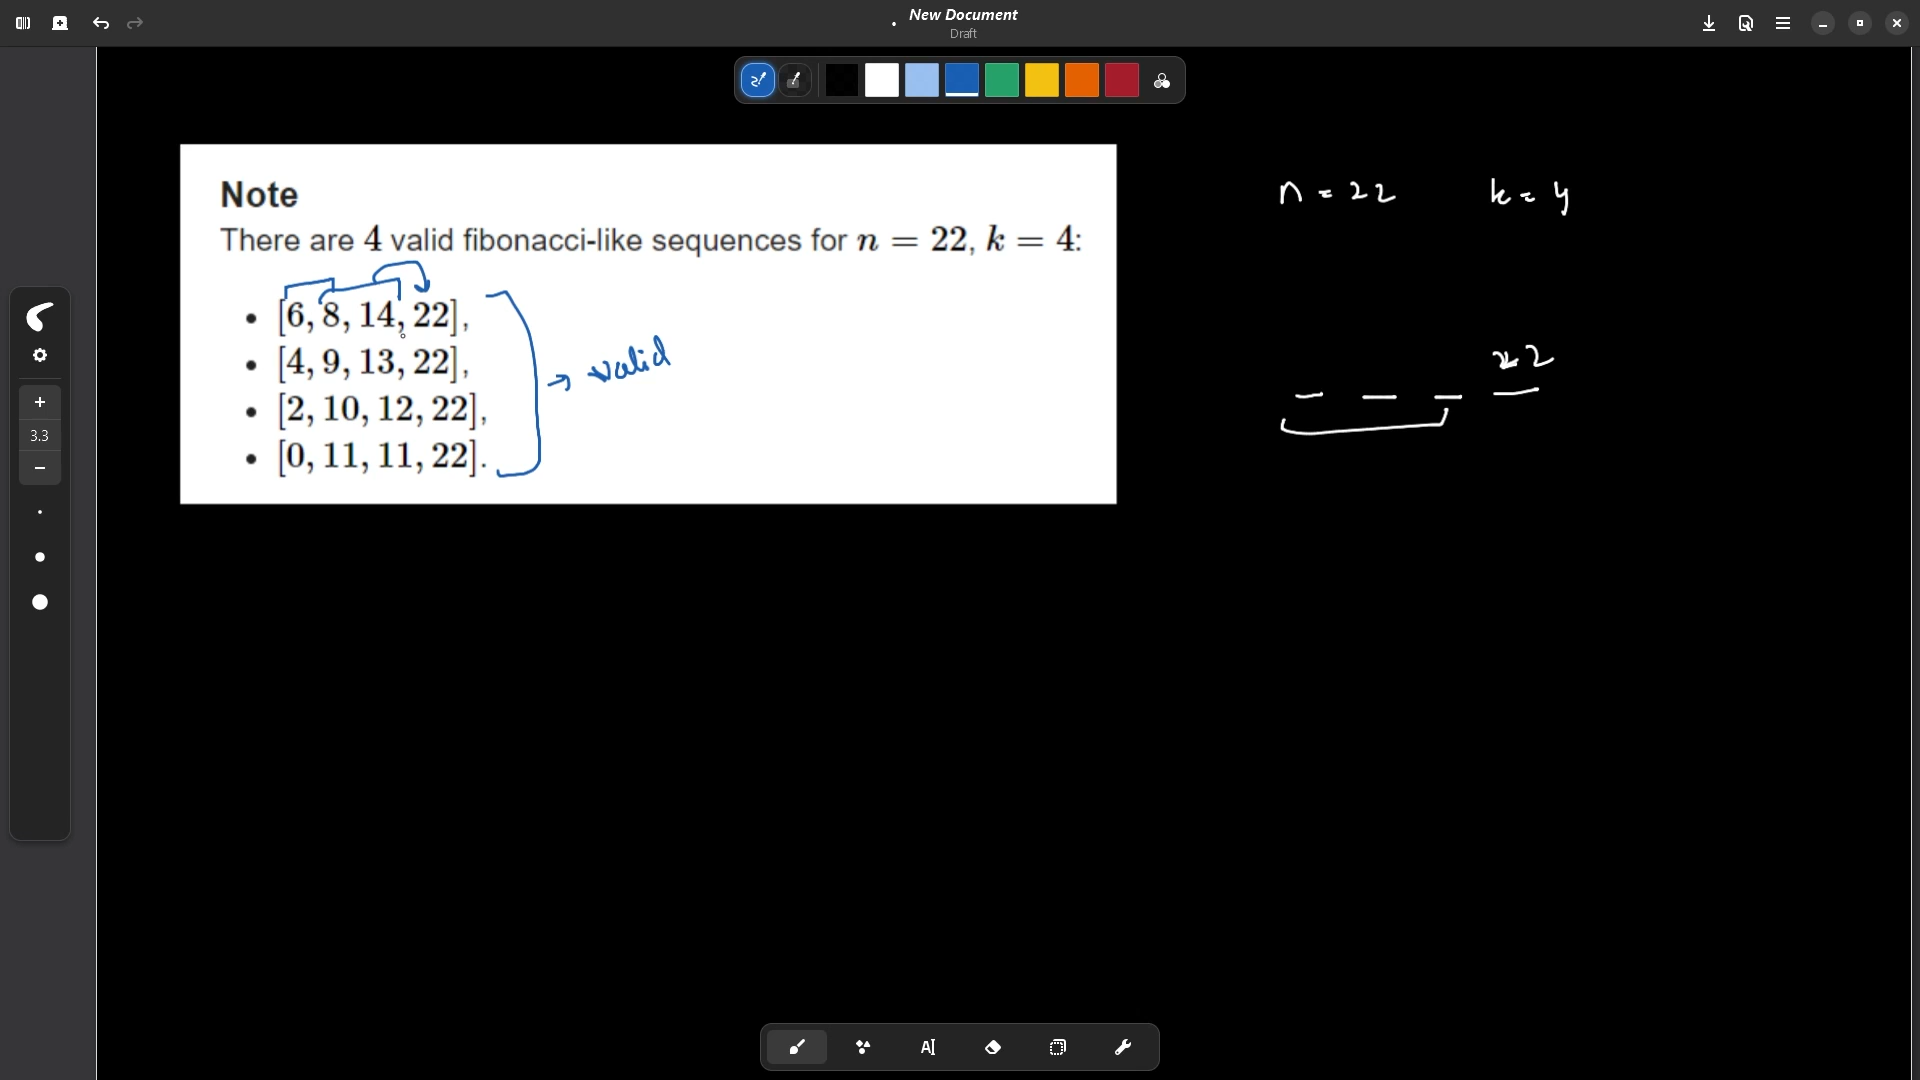 New Document
Draft
Note
There are 4 valid fibonacci-like sequences for n = 22, k = 4:
• [6, 8, 14, 22],
• [4, 9, 13, 22],
• [2, 10, 12, 22],
• [0, 11, 11, 22].
→ valid
n = 22 k = 4
22
+
3.3
−